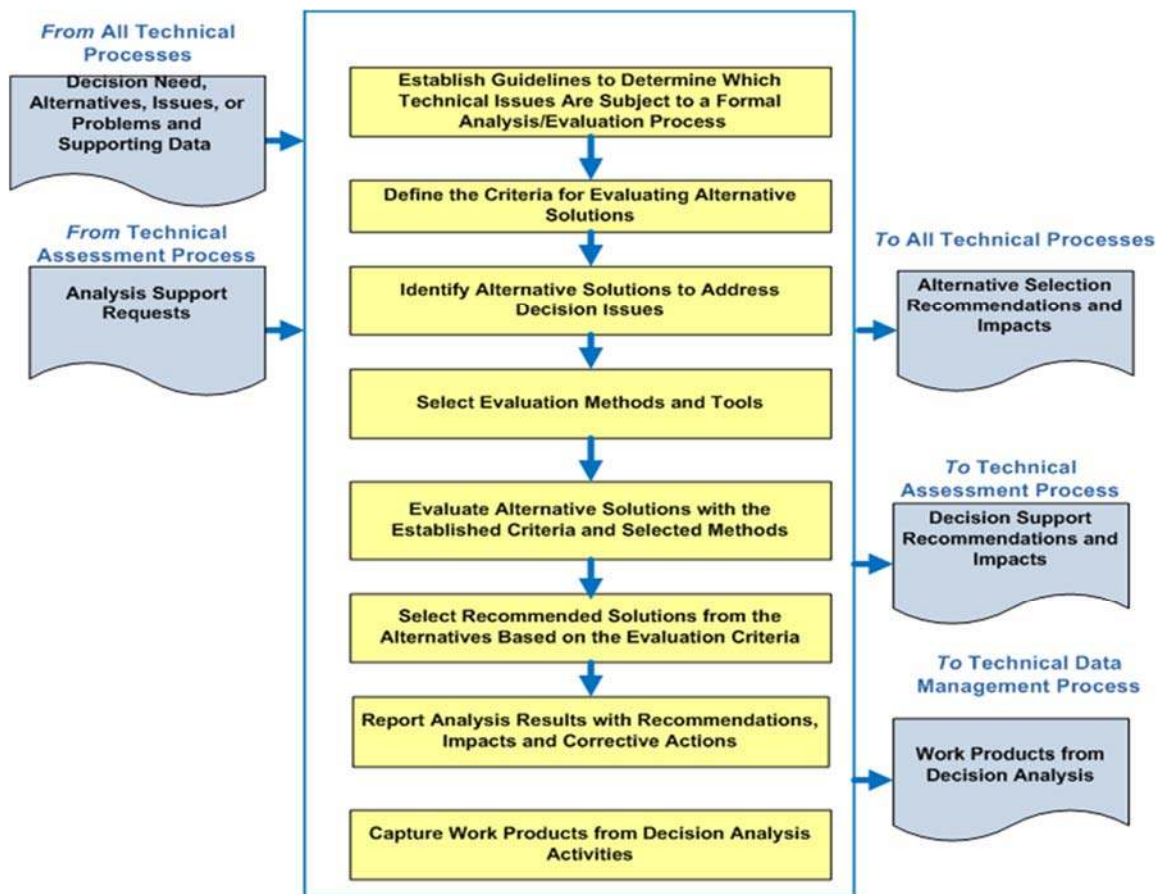 From All Technical
Processes
Decision Need,
Alternatives, Issues, or
Problems and
Supporting Data
From Technical
Assessment Process
Analysis Support
Requests
Establish Guidelines to Determine Which
Technical Issues Are Subject to a Formal
Analysis/Evaluation Process
Define the Criteria for Evaluating Alternative
Solutions
Identify Alternative Solutions to Address
Decision Issues
Select Evaluation Methods and Tools
Evaluate Alternative Solutions with the
Established Criteria and Selected Methods
Select Recommended Solutions from the
Alternatives Based on the Evaluation Criteria
Report Analysis Results with Recommendations,
Impacts and Corrective Actions
Capture Work Products from Decision Analysis
Activities
To All Technical Processes
Alternative Selection
Recommendations and
Impacts
To Technical
Assessment Process
Decision Support
Recommendations and
Impacts
To Technical Data
Management Process
Work Products from
Decision Analysis